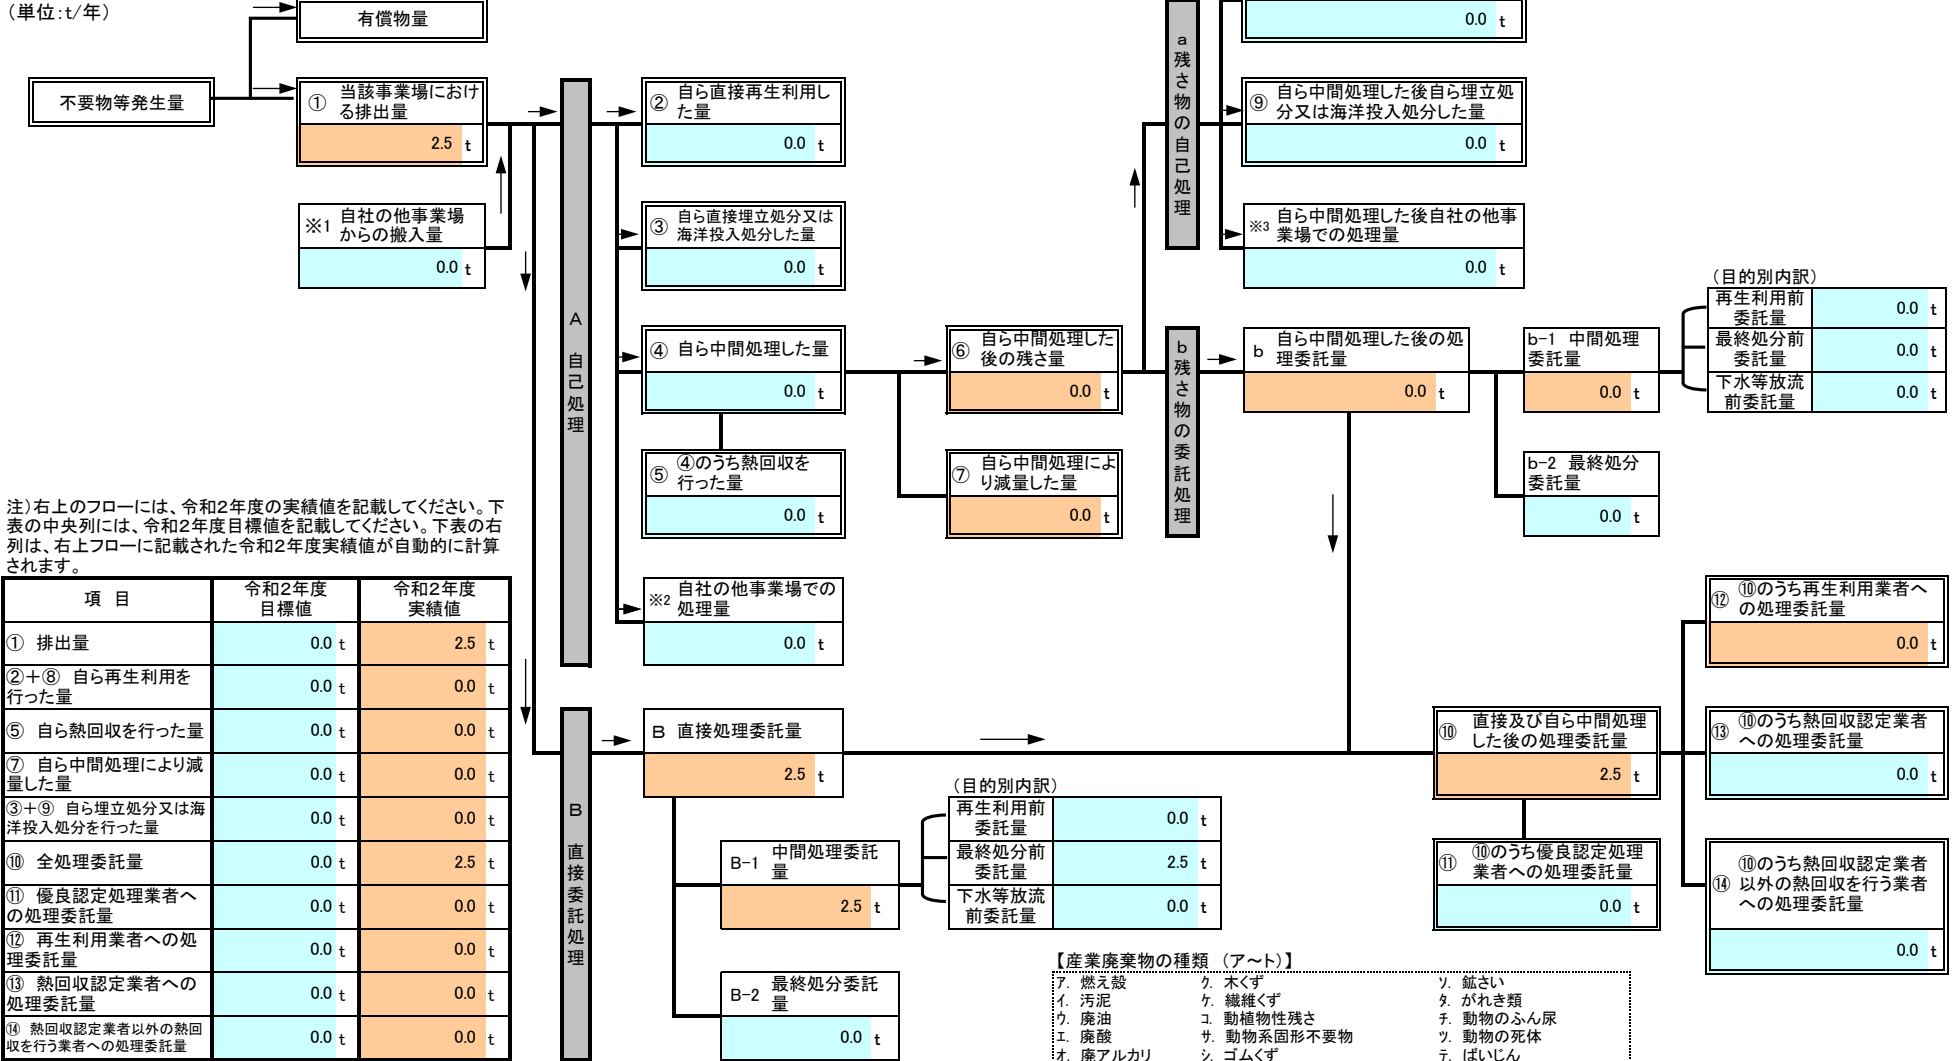 (単位:t/年)
有償物量
不要物等発生量
① 当該事業場におけ
る排出量
2.5 t
※1 自社の他事業場
からの搬入量
0.0 t
A 自己処理
② 自ら直接再生利用し
た量
0.0 t
③ 自ら直接埋立処分又は
海洋投入処分した量
0.0 t
④ 自ら中間処理した量
0.0 t
⑤ ④のうち熱回収を
行った量
0.0 t
※2 自社の他事業場での
処理量
0.0 t
⑥ 自ら中間処理した
後の残さ量
0.0 t
⑦ 自ら中間処理によ
り減量した量
0.0 t
a残さ物の自己処理
0.0 t
⑨ 自ら中間処理した後自ら埋立処
分又は海洋投入処分した量
0.0 t
※3 自ら中間処理した後自社の他事
業場での処理量
0.0 t
b残さ物の委託処理
b 自ら中間処理した後の処
理委託量
0.0 t
b-1 中間処理
委託量
0.0 t
b-2 最終処分
委託量
0.0 t
(目的別内訳)
再生利用前
委託量
0.0 t
最終処分前
委託量
0.0 t
下水等放流
前委託量
0.0 t
注)右上のフローには、令和2年度の実績値を記載してください。下
表の中央列には、令和2年度目標値を記載してください。下表の右
列は、右上フローに記載された令和2年度実績値が自動的に計算
されます。
項 目 令和2年度
目標値 令和2年度
実績値
① 排出量 0.0 t 2.5 t
②+⑧ 自ら再生利用を
行った量 0.0 t 0.0 t
⑤ 自ら熱回収を行った量 0.0 t 0.0 t
⑦ 自ら中間処理により減
量した量 0.0 t 0.0 t
③+⑨ 自ら埋立処分又は海
洋投入処分を行った量 0.0 t 0.0 t
⑩ 全処理委託量 0.0 t 2.5 t
⑪ 優良認定処理業者へ
の処理委託量 0.0 t 0.0 t
⑫ 再生利用業者への処
理委託量 0.0 t 0.0 t
⑬ 熱回収認定業者への
処理委託量 0.0 t 0.0 t
⑭ 熱回収認定業者以外の熱回
収を行う業者への処理委託量 0.0 t 0.0 t
B 直接委託処理
B 直接処理委託量
2.5 t
B-1 中間処理委託
量
2.5 t
B-2 最終処分委託
量
0.0 t
(目的別内訳)
再生利用前
委託量
0.0 t
最終処分前
委託量
2.5 t
下水等放流
前委託量
0.0 t
⑩ 直接及び自ら中間処理
した後の処理委託量
2.5 t
⑪ ⑩のうち優良認定処理
業者への処理委託量
0.0 t
⑫ ⑩のうち再生利用業者へ
の処理委託量
0.0 t
⑬ ⑩のうち熱回収認定業者
への処理委託量
0.0 t
⑭ ⑩のうち熱回収認定業者
以外の熱回収を行う業者
への処理委託量
0.0 t
【産業廃棄物の種類 (ア~ト)】
ア. 燃え殻 ク. 木くず ソ. 鉱さい
イ. 汚泥 ケ. 繊維くず タ. がれき類
ウ. 廃油 コ. 動植物性残さ チ. 動物のふん尿
エ. 廃酸 サ. 動物系固形不要物 ツ. 動物の死体
オ. 廃アルカリ シ. ゴムくず テ. ばいじん